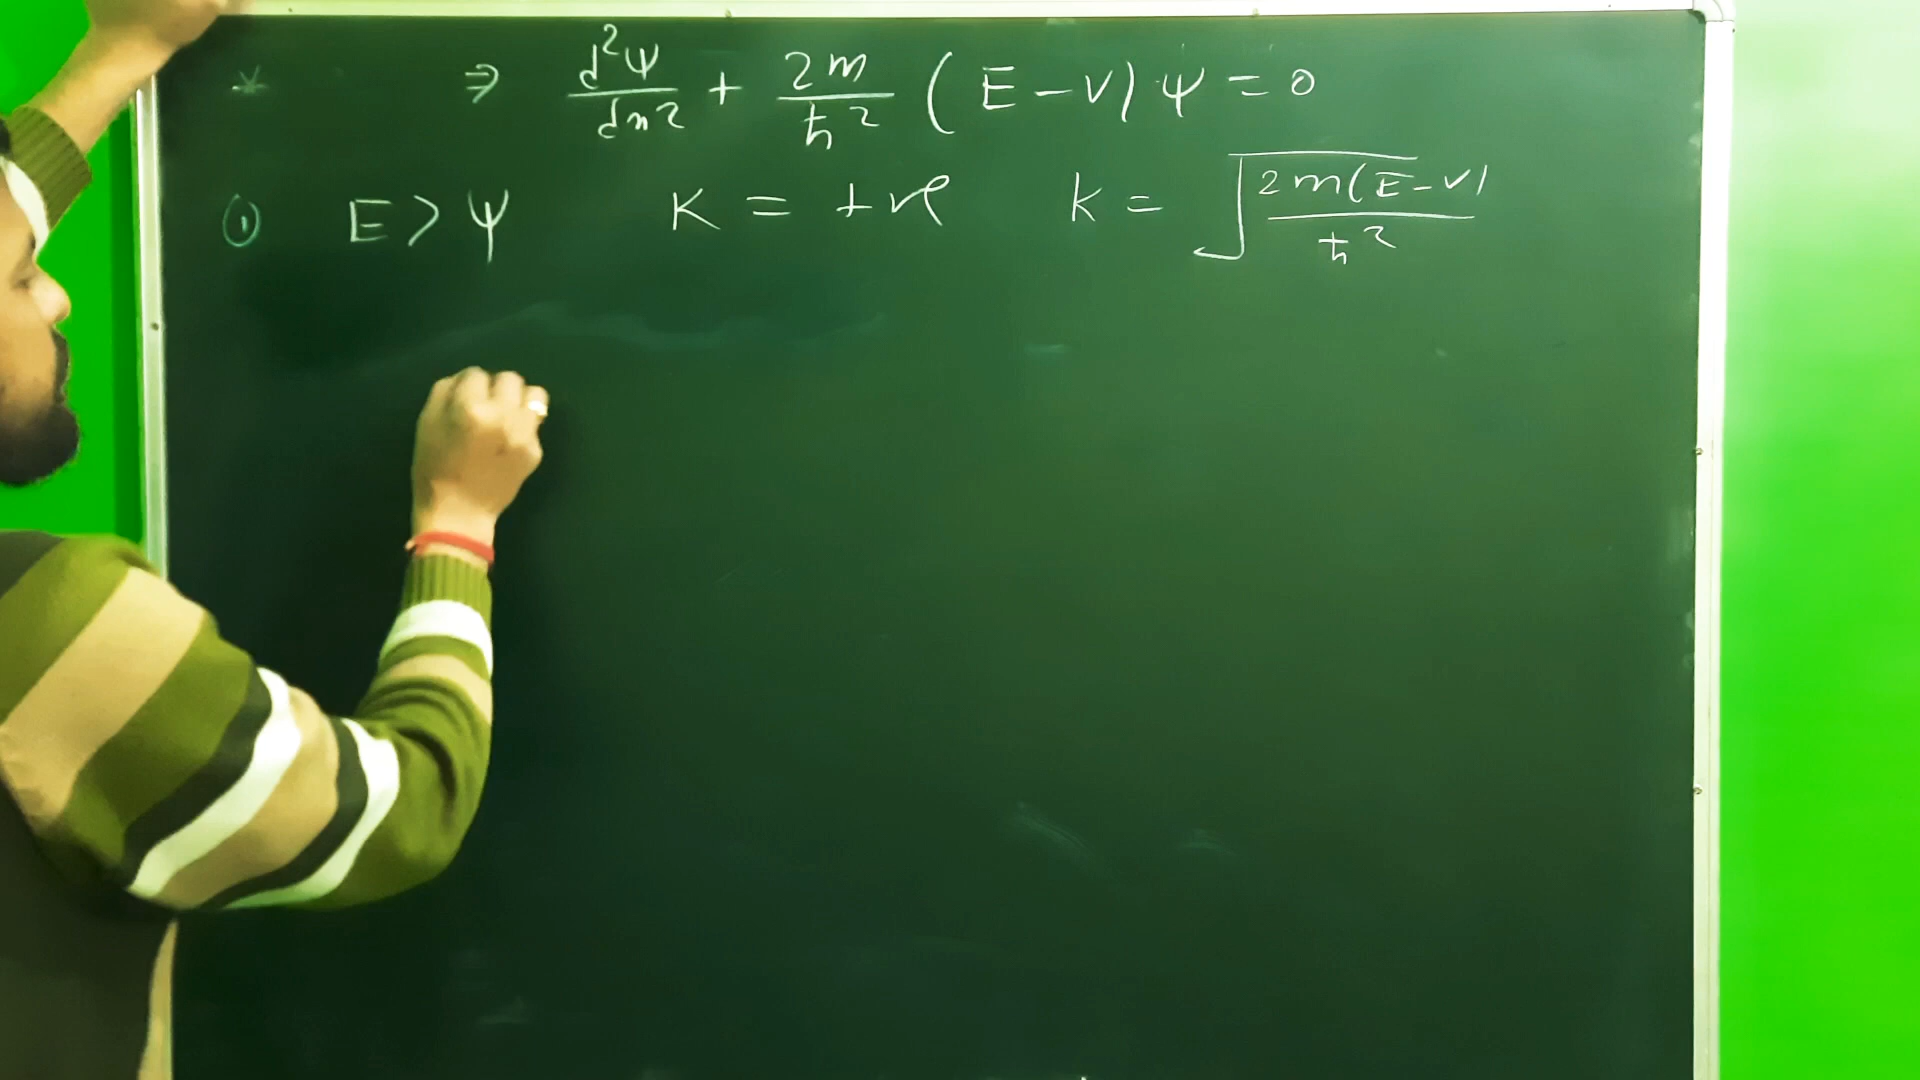 * ⇒ d²ψ/dx² + 2m/ħ² (E-V) ψ = 0
① E > ψ K = +ve k = √(2m(E-V)/ħ²)